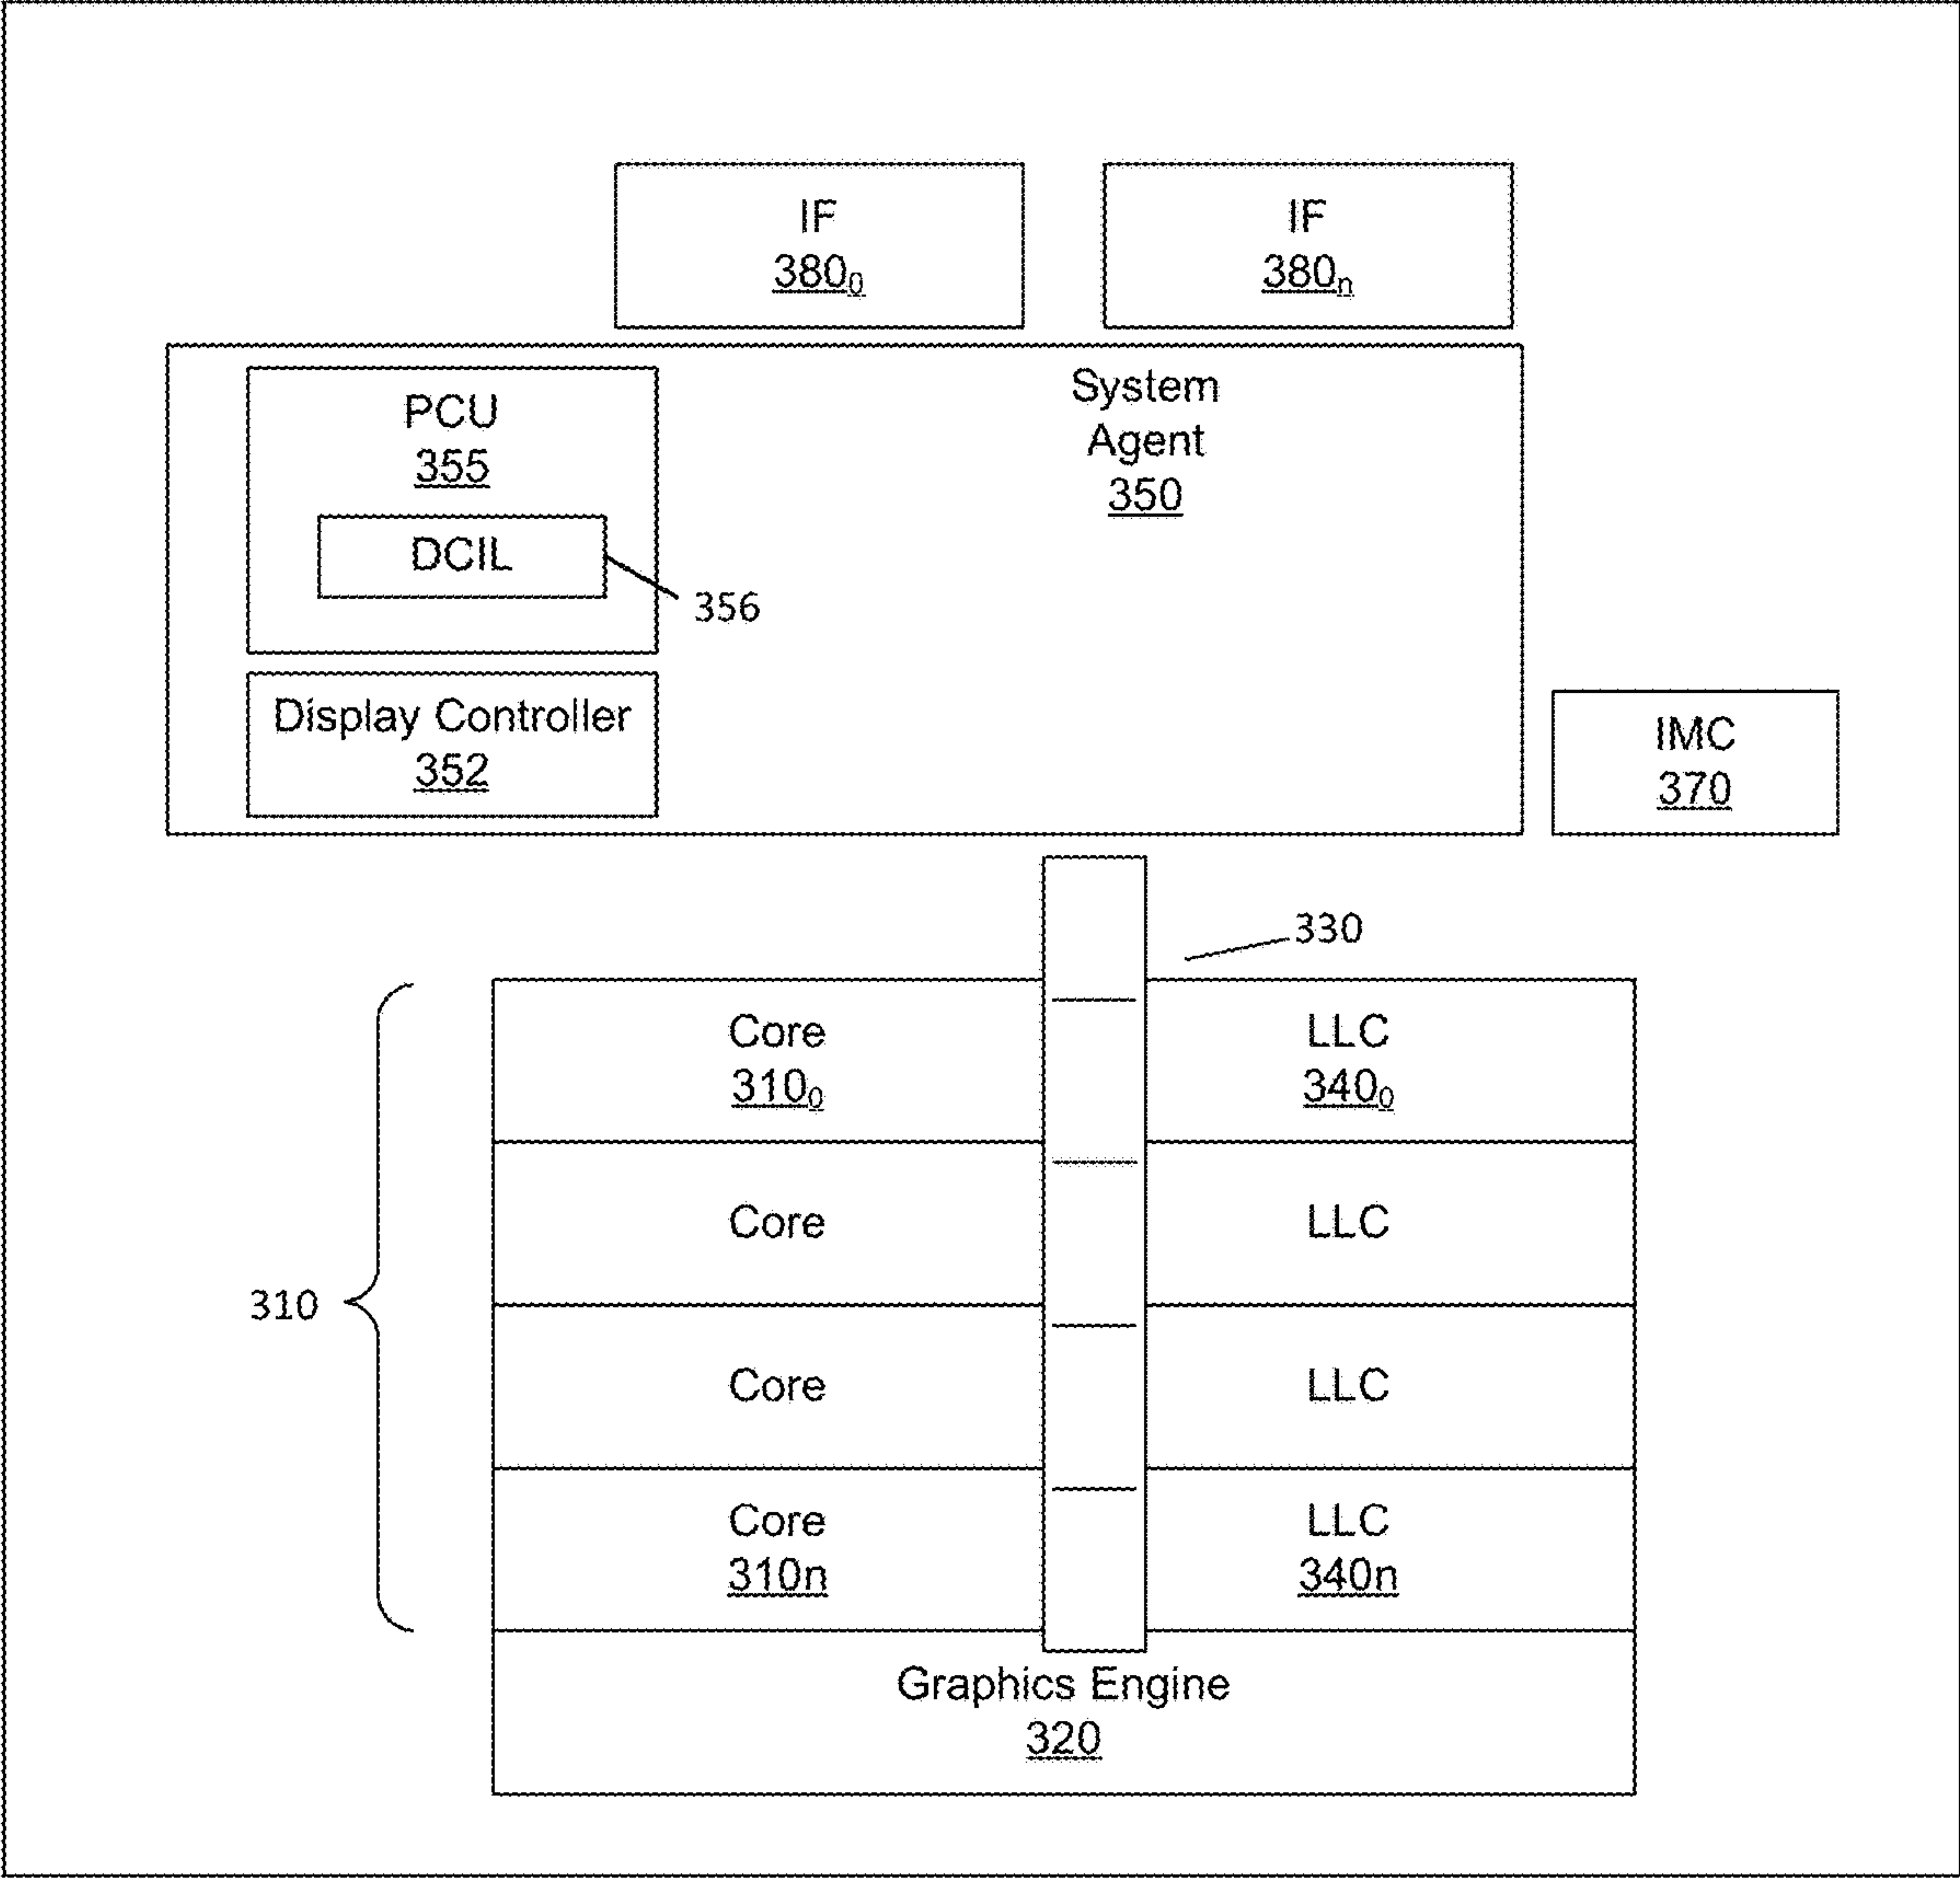 IF
380₀
IF
380ₙ
PCU
355
DCIL
356
System
Agent
350
Display Controller
352
IMC
370
330
310
Core
310₀
LLC
340₀
Core
LLC
Core
LLC
Core
310n
LLC
340n
Graphics Engine
320